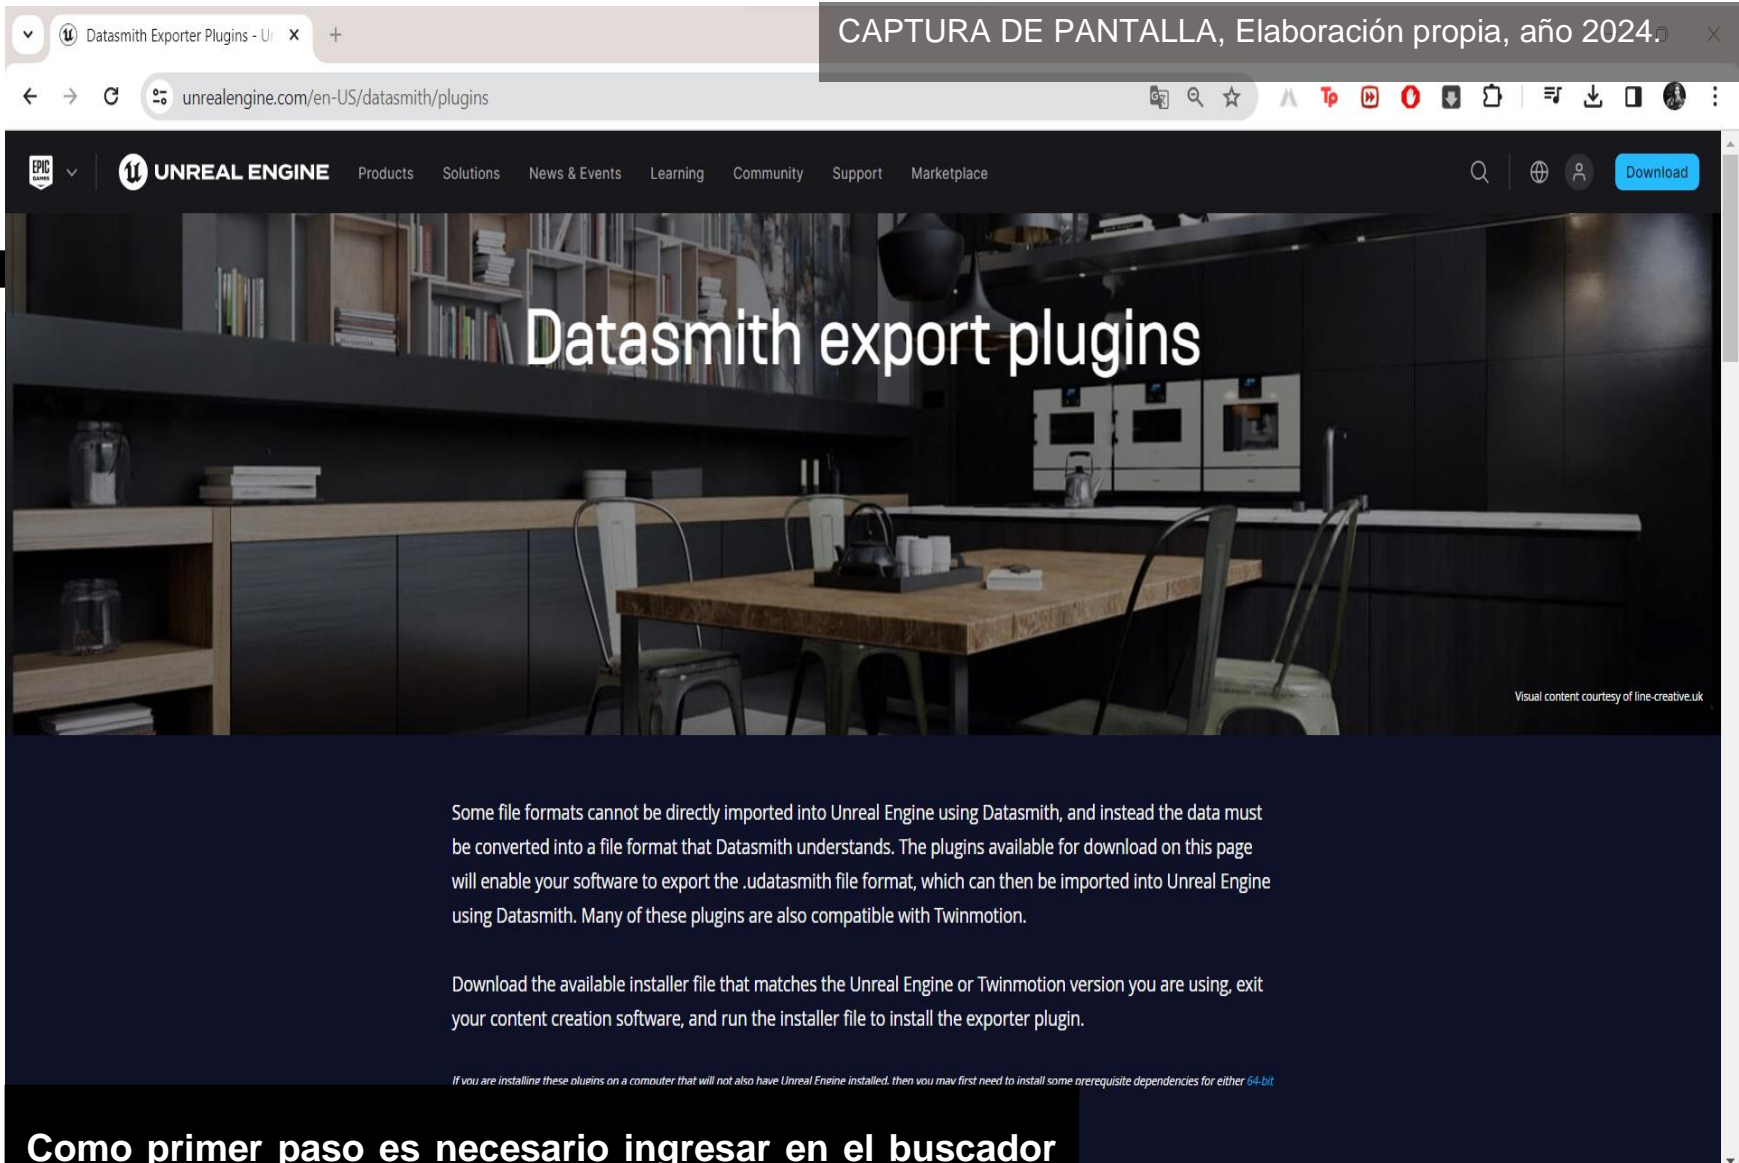 CAPTURA DE PANTALLA, Elaboración propia, año 2024.
Datasmith Exporter Plugins - Un
unrealengine.com/en-US/datasmith/plugins
Tp
EPIC GAMES
UNREAL ENGINE Products Solutions News & Events Learning Community Support Marketplace Download
Datasmith export plugins
Visual content courtesy of line-creative.uk
Some file formats cannot be directly imported into Unreal Engine using Datasmith, and instead the data must
be converted into a file format that Datasmith understands. The plugins available for download on this page
will enable your software to export the .udatasmith file format, which can then be imported into Unreal Engine
using Datasmith. Many of these plugins are also compatible with Twinmotion.
Download the available installer file that matches the Unreal Engine or Twinmotion version you are using, exit
your content creation software, and run the installer file to install the exporter plugin.
If you are installing these plugins on a computer that will not also have Unreal Engine installed, then you may first need to install some prerequisite dependencies for either 64-bit
Como primer paso es necesario ingresar en el buscador